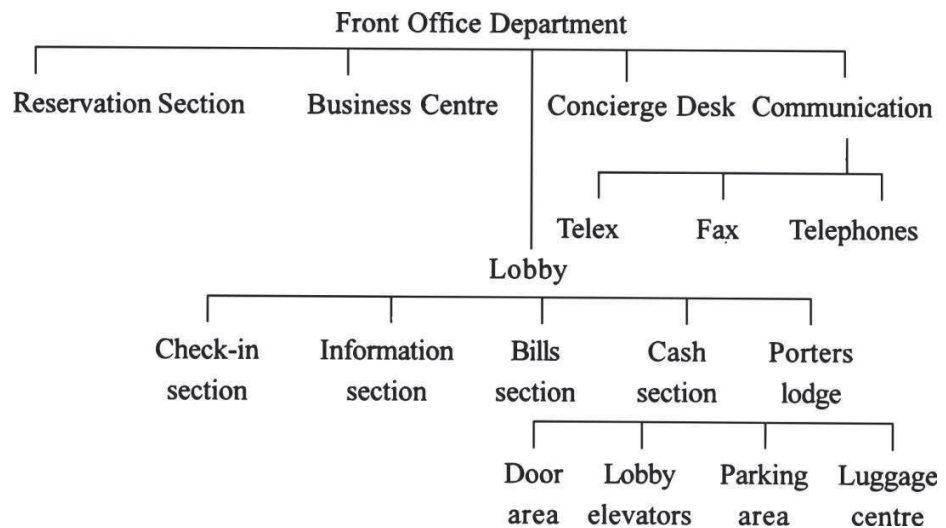 Front Office Department
Reservation Section Business Centre Concierge Desk Communication
Telex Fax Telephones
Lobby
Check-in Information Bills Cash Porters
section section section section lodge
Door Lobby Parking Luggage
area elevators area centre